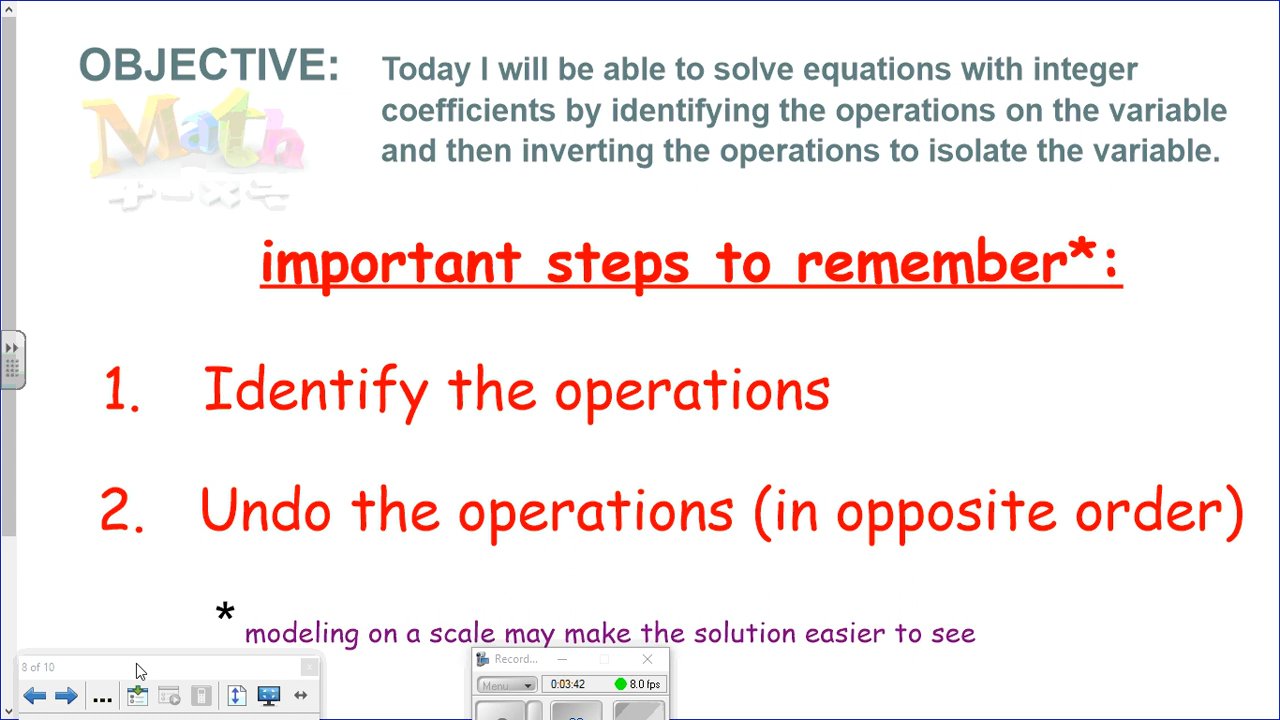 OBJECTIVE:
Today I will be able to solve equations with integer
coefficients by identifying the operations on the variable
and then inverting the operations to isolate the variable.
Math
+ − × ÷
important steps to remember*:
1. Identify the operations
2. Undo the operations (in opposite order)
* modeling on a scale may make the solution easier to see
8 of 10
...
Record...
Menu
0:03:42
8.0 fps